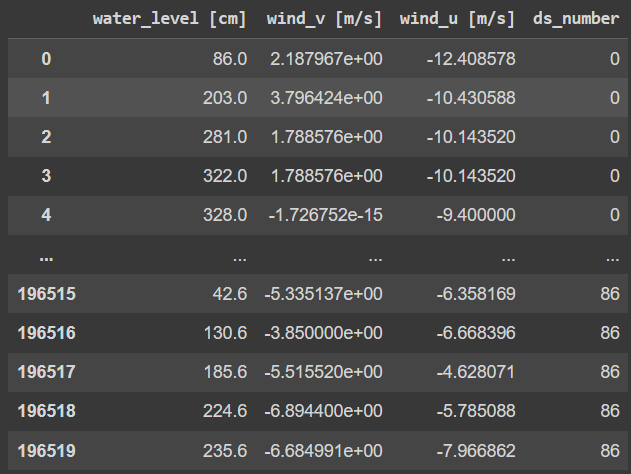 water_level [cm] wind_v [m/s] wind_u [m/s] ds_number
0 86.0 2.187967e+00 -12.408578 0
1 203.0 3.796424e+00 -10.430588 0
2 281.0 1.788576e+00 -10.143520 0
3 322.0 1.788576e+00 -10.143520 0
4 328.0 -1.726752e-15 -9.400000 0
... ... ... ... ...
196515 42.6 -5.335137e+00 -6.358169 86
196516 130.6 -3.850000e+00 -6.668396 86
196517 185.6 -5.515520e+00 -4.628071 86
196518 224.6 -6.894400e+00 -5.785088 86
196519 235.6 -6.684991e+00 -7.966862 86